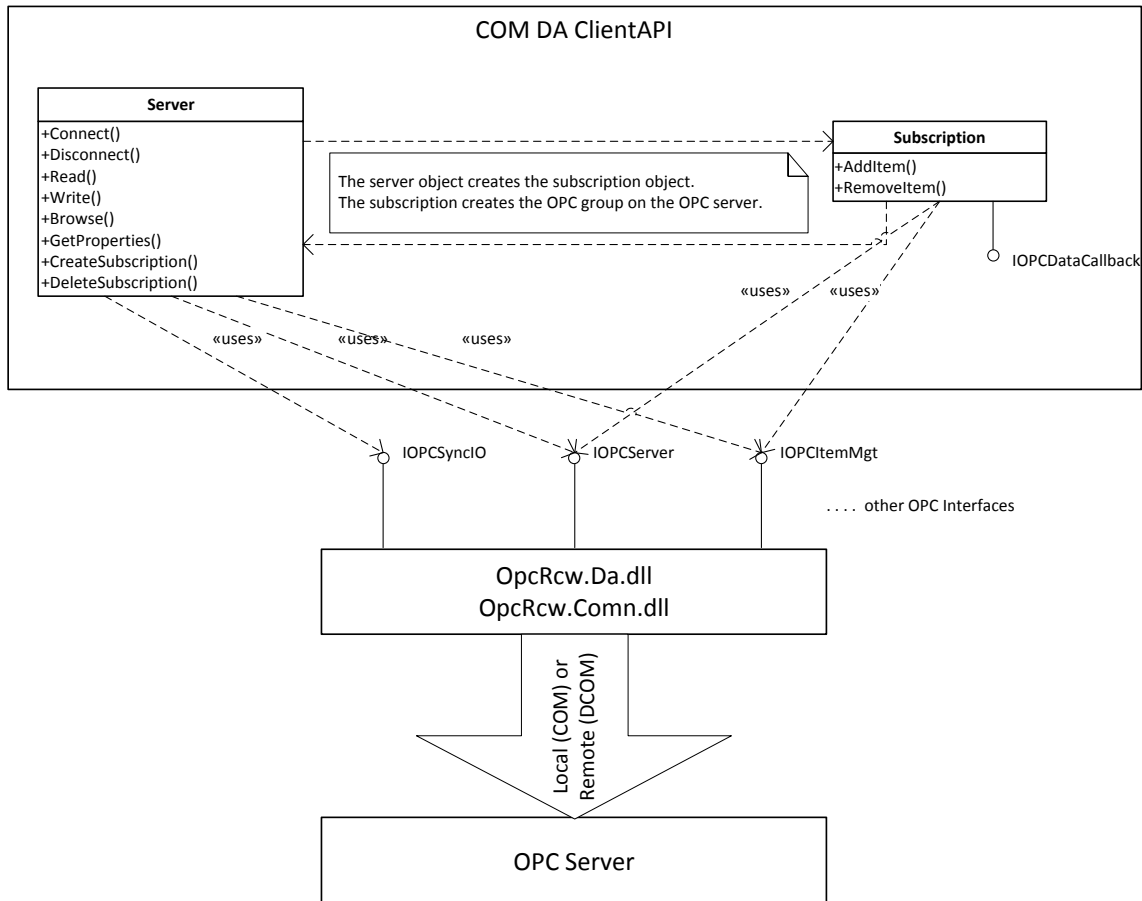 COM DA ClientAPI
Server
+Connect()
+Disconnect()
+Read()
+Write()
+Browse()
+GetProperties()
+CreateSubscription()
+DeleteSubscription()
The server object creates the subscription object.
The subscription creates the OPC group on the OPC server.
Subscription
+AddItem()
+RemoveItem()
IOPCDataCallback
«uses»
«uses»
«uses»
«uses»
«uses»
IOPCSyncIO
IOPCServer
IOPCItemMgt
. . . . other OPC Interfaces
OpcRcw.Da.dll
OpcRcw.Comn.dll
Local (COM) or
Remote (DCOM)
OPC Server